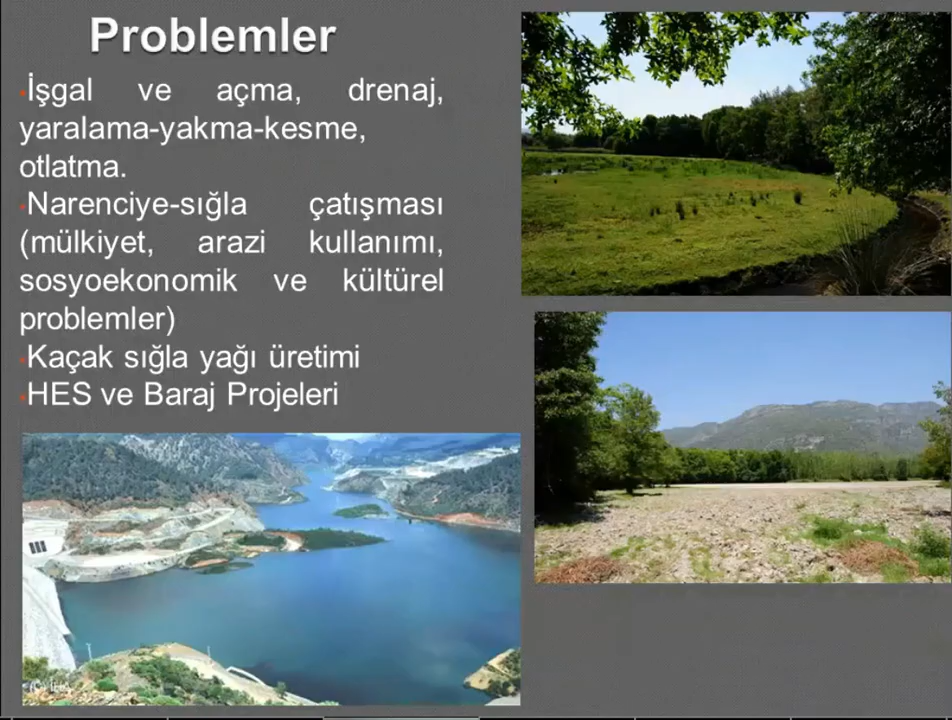 Problemler
•İşgal ve açma, drenaj,
yaralama-yakma-kesme,
otlatma.
•Narenciye-sığla çatışması
(mülkiyet, arazi kullanımı,
sosyoekonomik ve kültürel
problemler)
•Kaçak sığla yağı üretimi
•HES ve Baraj Projeleri